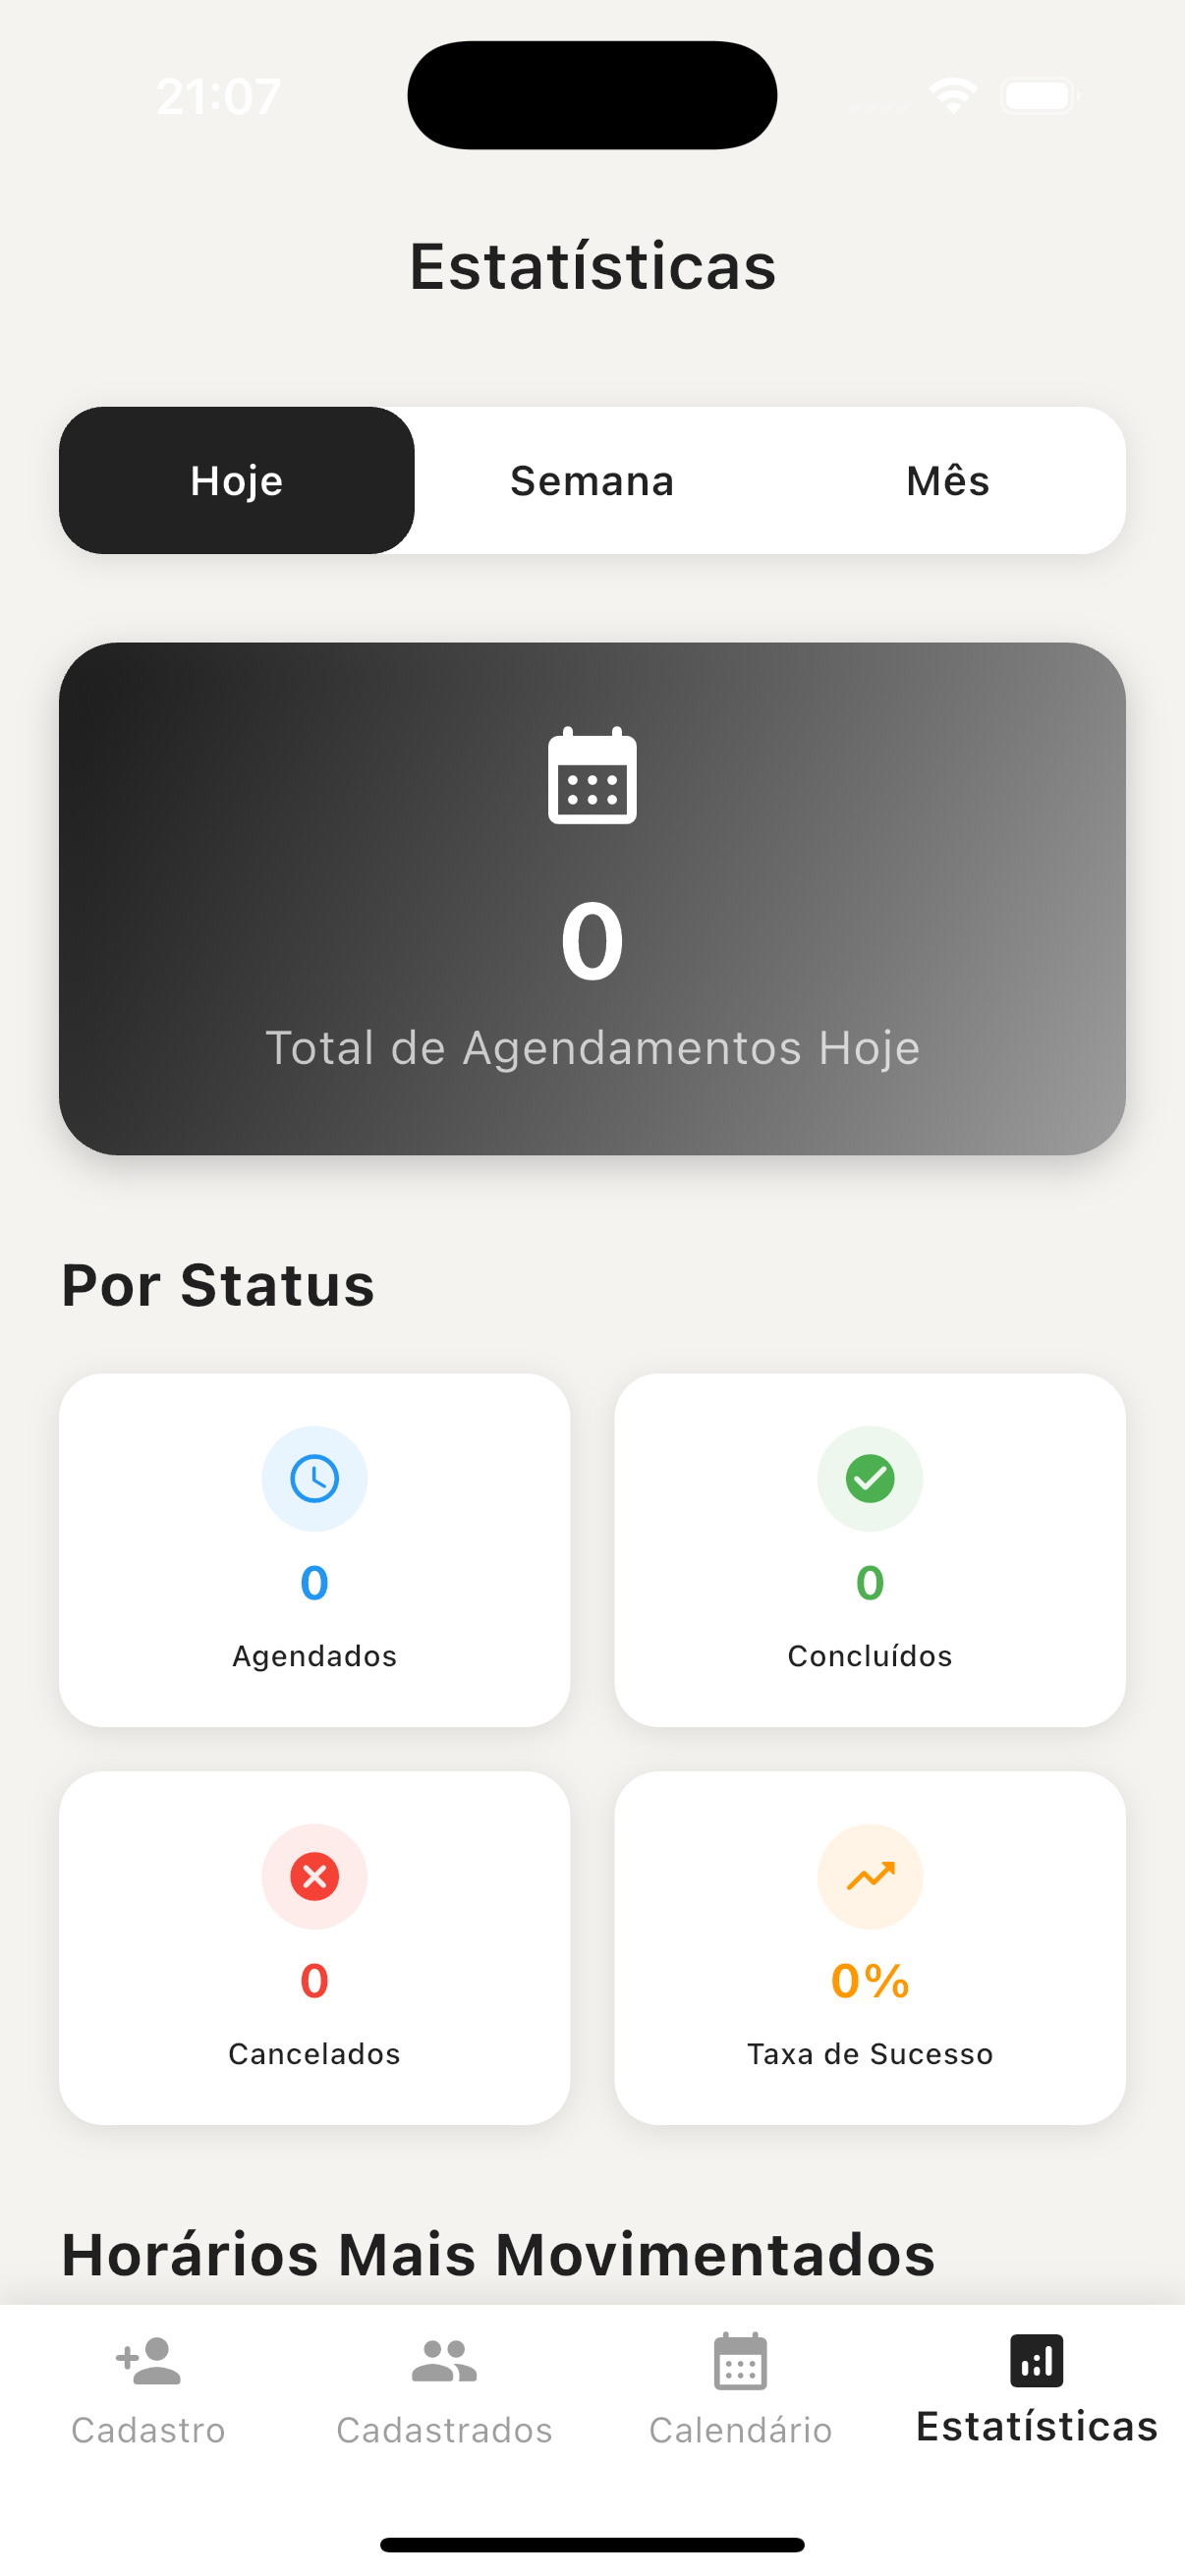 21:07
Estatísticas
Hoje Semana Mês
0
Total de Agendamentos Hoje
Por Status
0 0
Agendados Concluídos
0 0%
Cancelados Taxa de Sucesso
Horários Mais Movimentados
Cadastro Cadastrados Calendário Estatísticas